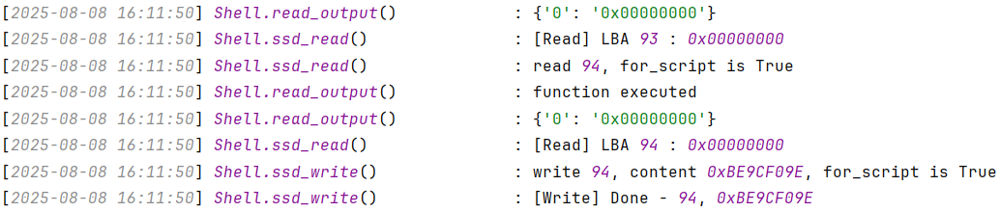 [2025-08-08 16:11:50] Shell.read_output() : {'0': '0x00000000'}
[2025-08-08 16:11:50] Shell.ssd_read() : [Read] LBA 93 : 0x00000000
[2025-08-08 16:11:50] Shell.ssd_read() : read 94, for_script is True
[2025-08-08 16:11:50] Shell.read_output() : function executed
[2025-08-08 16:11:50] Shell.read_output() : {'0': '0x00000000'}
[2025-08-08 16:11:50] Shell.ssd_read() : [Read] LBA 94 : 0x00000000
[2025-08-08 16:11:50] Shell.ssd_write() : write 94, content 0xBE9CF09E, for_script is True
[2025-08-08 16:11:50] Shell.ssd_write() : [Write] Done - 94, 0xBE9CF09E